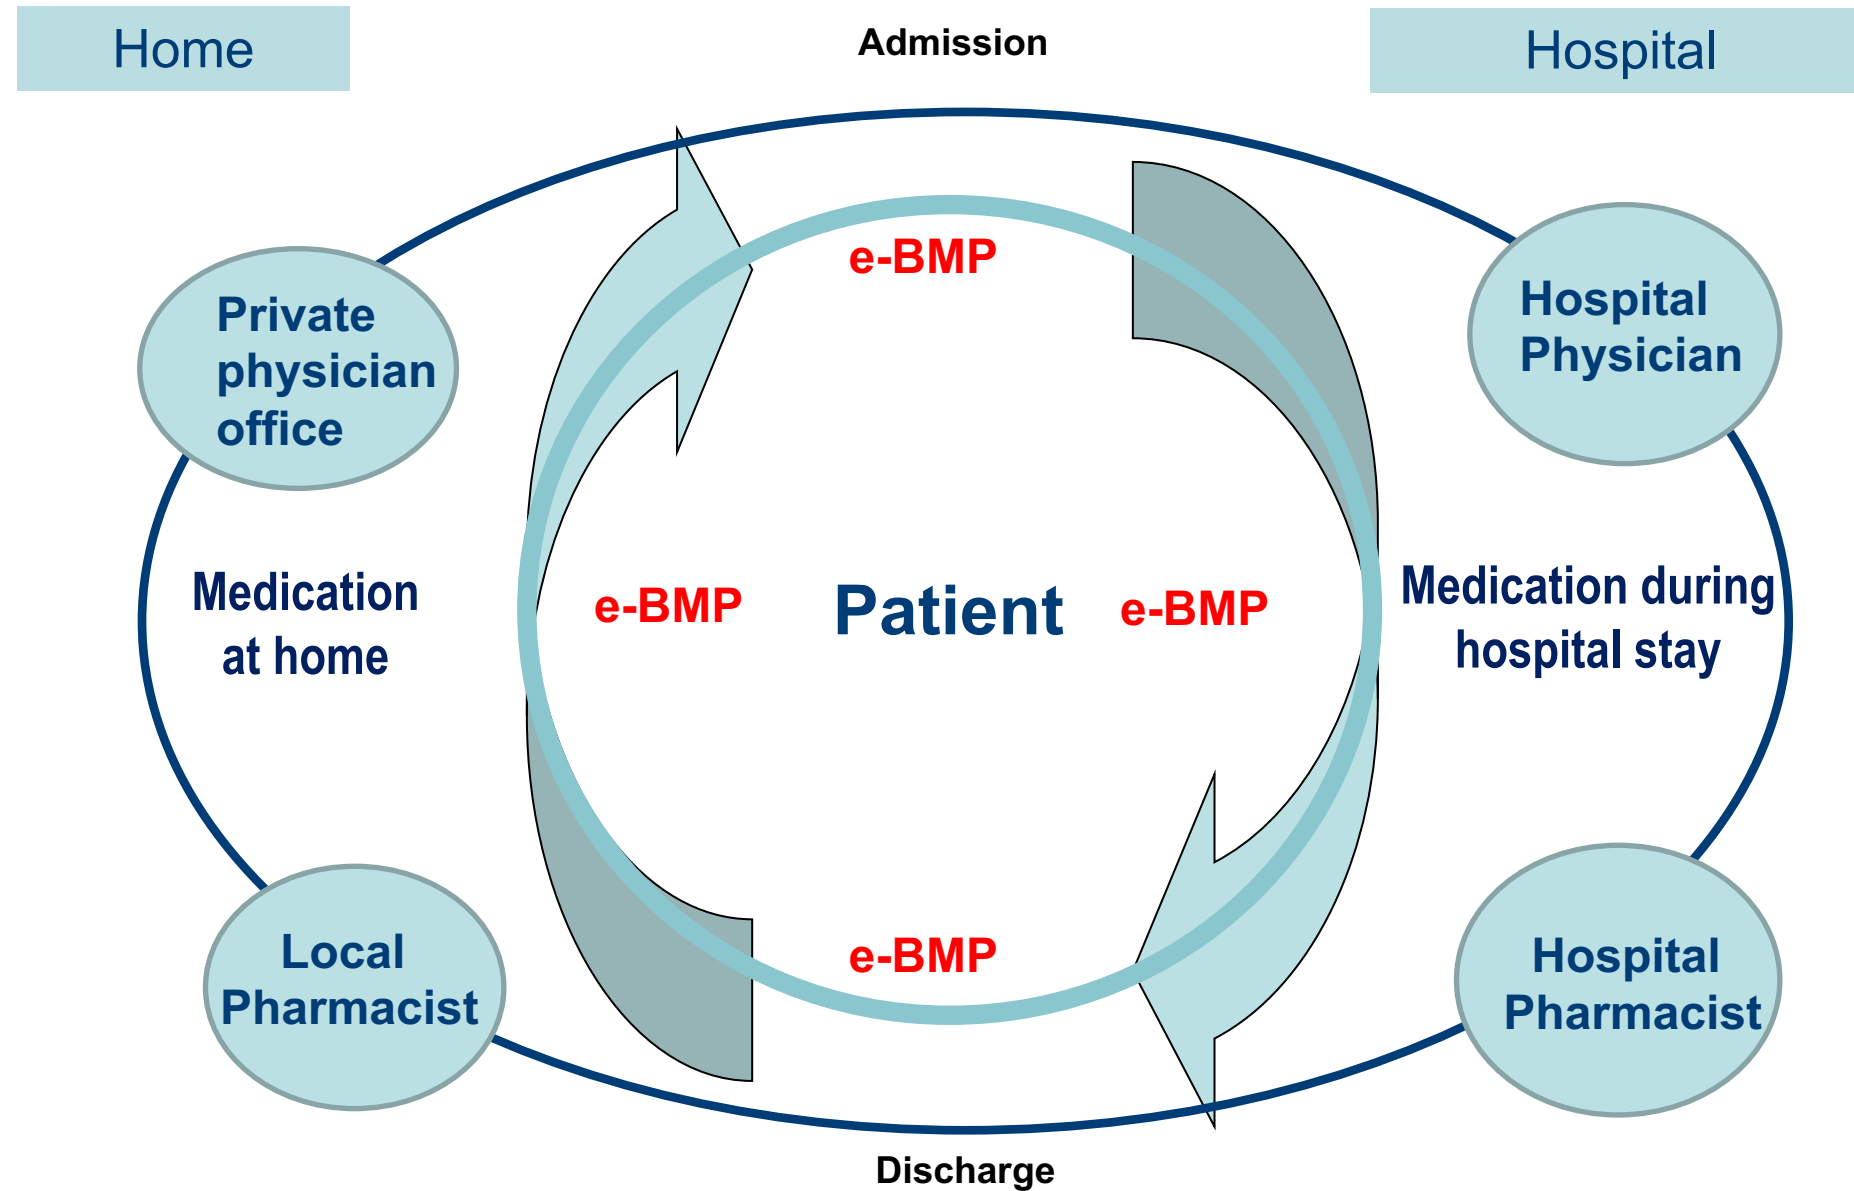 Home
Admission
Hospital
e-BMP
Private
physician
office
Hospital
Physician
Medication
at home
e-BMP
Patient
e-BMP
Medication during
hospital stay
Local
Pharmacist
e-BMP
Hospital
Pharmacist
Discharge